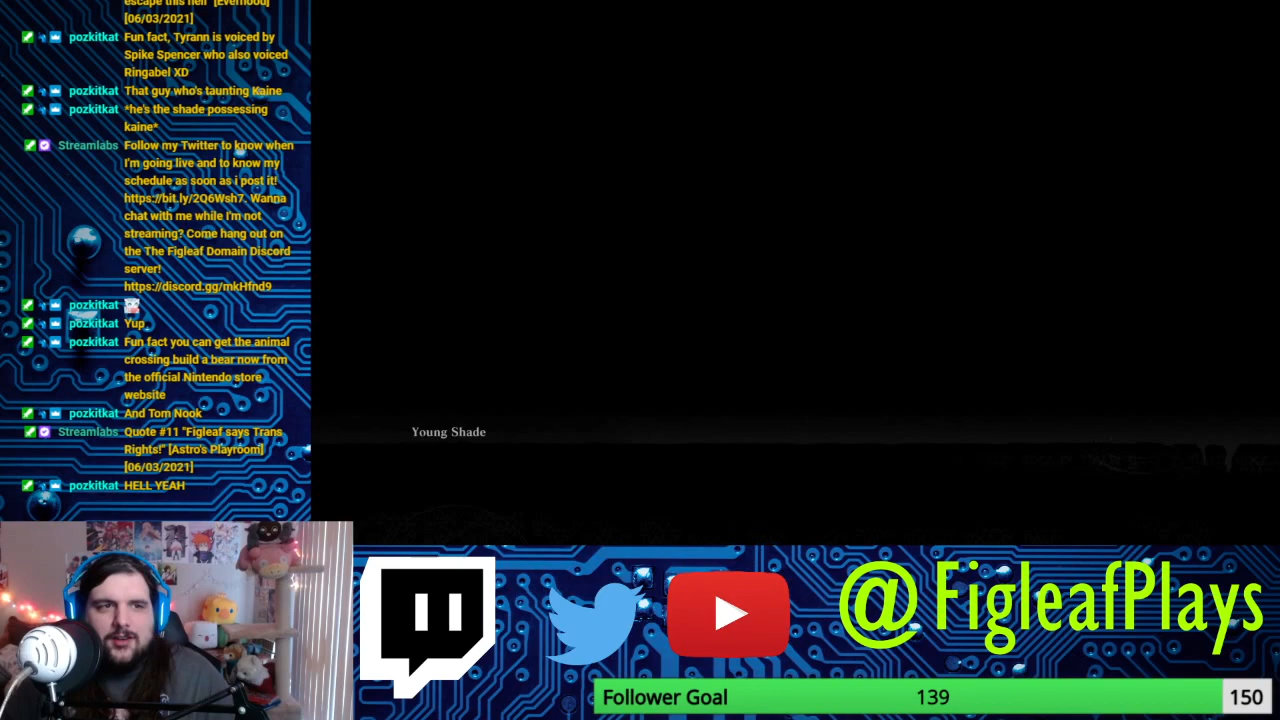 escape this hell" [Everhood]
[06/03/2021]
pozkitkat Fun fact, Tyrann is voiced by
Spike Spencer who also voiced
Ringabel XD
pozkitkat That guy who's taunting Kaine
pozkitkat *he's the shade possessing
kaine*
Streamlabs Follow my Twitter to know when
I'm going live and to know my
schedule as soon as i post it!
https://bit.ly/2Q6Wsh7. Wanna
chat with me while I'm not
streaming? Come hang out on
the The Figleaf Domain Discord
server!
https://discord.gg/mkHfnd9
pozkitkat
pozkitkat Yup
pozkitkat Fun fact you can get the animal
crossing build a bear now from
the official Nintendo store
website
pozkitkat And Tom Nook
Streamlabs Quote #11 "Figleaf says Trans
Rights!" [Astro's Playroom]
[06/03/2021]
pozkitkat HELL YEAH
Young Shade
@FigleafPlays
Follower Goal 139 150